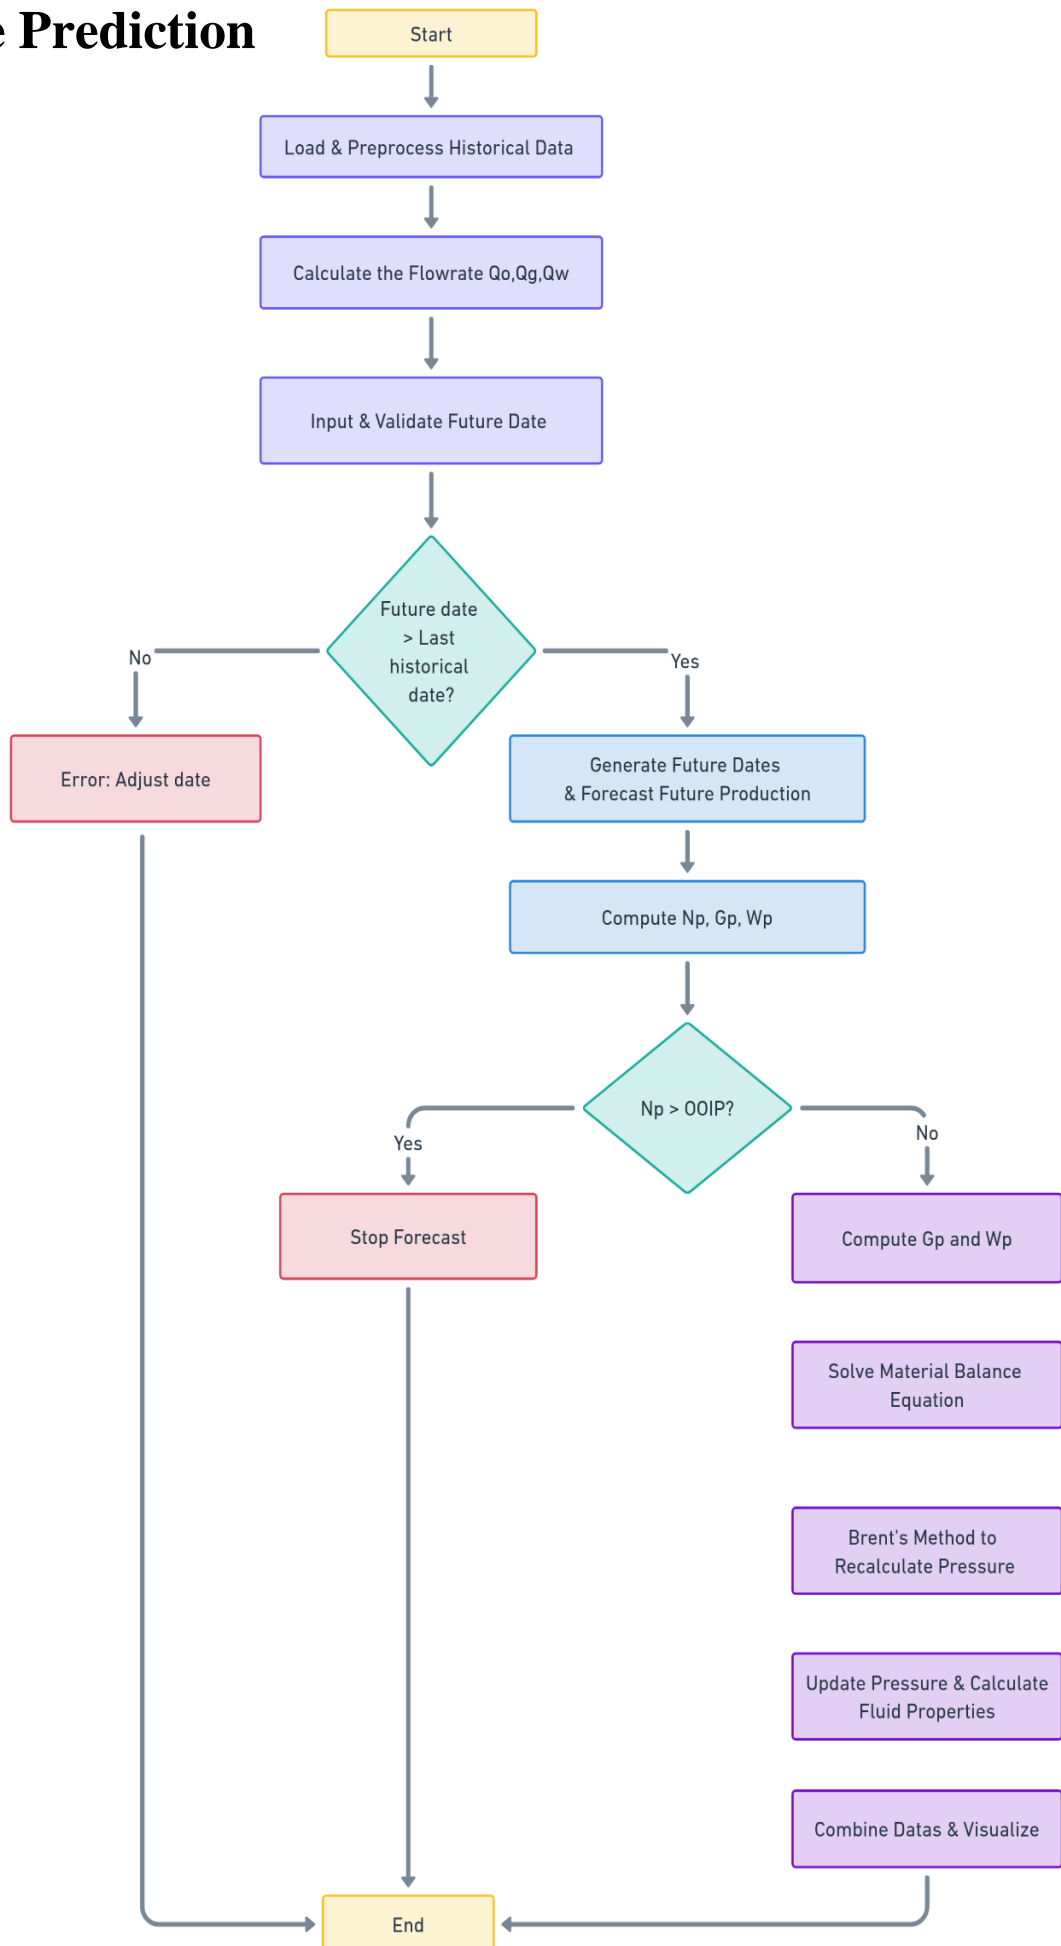 e Prediction
Start
Load & Preprocess Historical Data
Calculate the Flowrate Qo,Qg,Qw
Input & Validate Future Date
Future date
> Last
historical
date?
No
Yes
Error: Adjust date
Generate Future Dates
& Forecast Future Production
Compute Np, Gp, Wp
Np > OOIP?
Yes
No
Stop Forecast
Compute Gp and Wp
Solve Material Balance
Equation
Brent's Method to
Recalculate Pressure
Update Pressure & Calculate
Fluid Properties
Combine Datas & Visualize
End